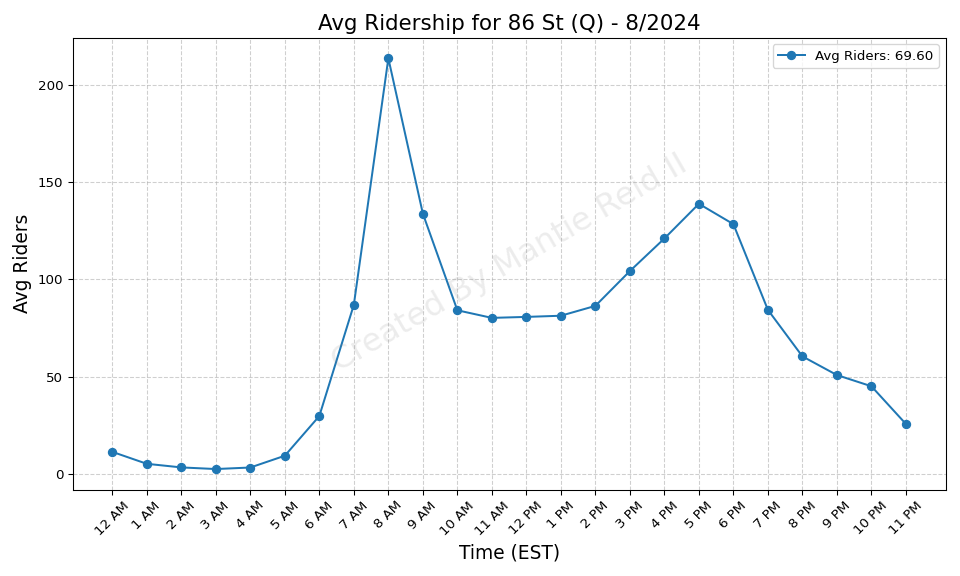 Avg Ridership for 86 St (Q) - 8/2024
Avg Riders: 69.60
200
150
100
50
0
Avg Riders
Created By Mantle Reid II
12 AM
1 AM
2 AM
3 AM
4 AM
5 AM
6 AM
7 AM
8 AM
9 AM
10 AM
11 AM
12 PM
1 PM
2 PM
3 PM
4 PM
5 PM
6 PM
7 PM
8 PM
9 PM
10 PM
11 PM
Time (EST)